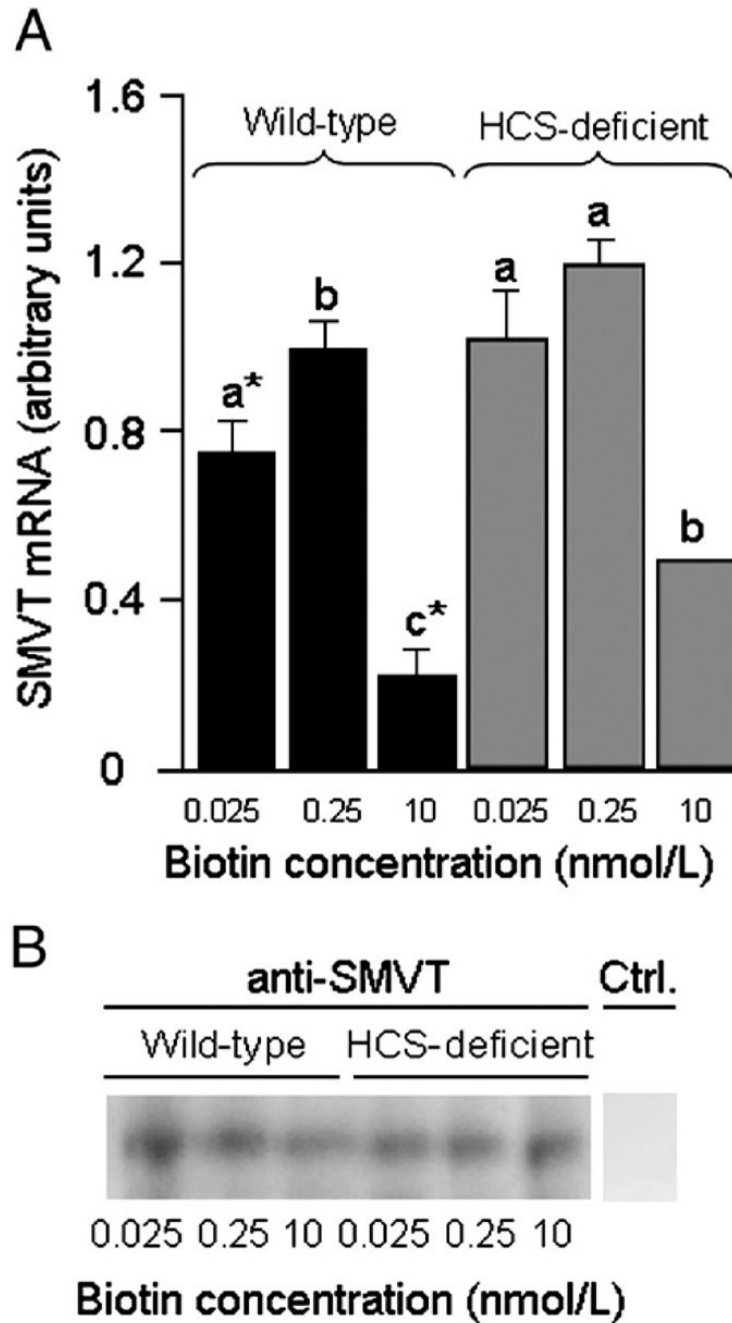 A
SMVT mRNA (arbitrary units)
1.6
1.2
0.8
0.4
0
Wild-type HCS-deficient
a* b c* a a b
0.025 0.25 10 0.025 0.25 10
Biotin concentration (nmol/L)
B
anti-SMVT Ctrl.
Wild-type HCS-deficient
0.025 0.25 10 0.025 0.25 10
Biotin concentration (nmol/L)